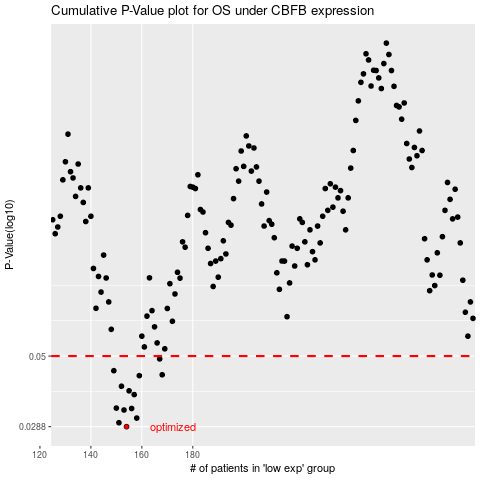 Cumulative P-Value plot for OS under CBFB expression
P-Value(log10)
0.05
0.0288
optimized
120 140 160 180
# of patients in 'low exp' group